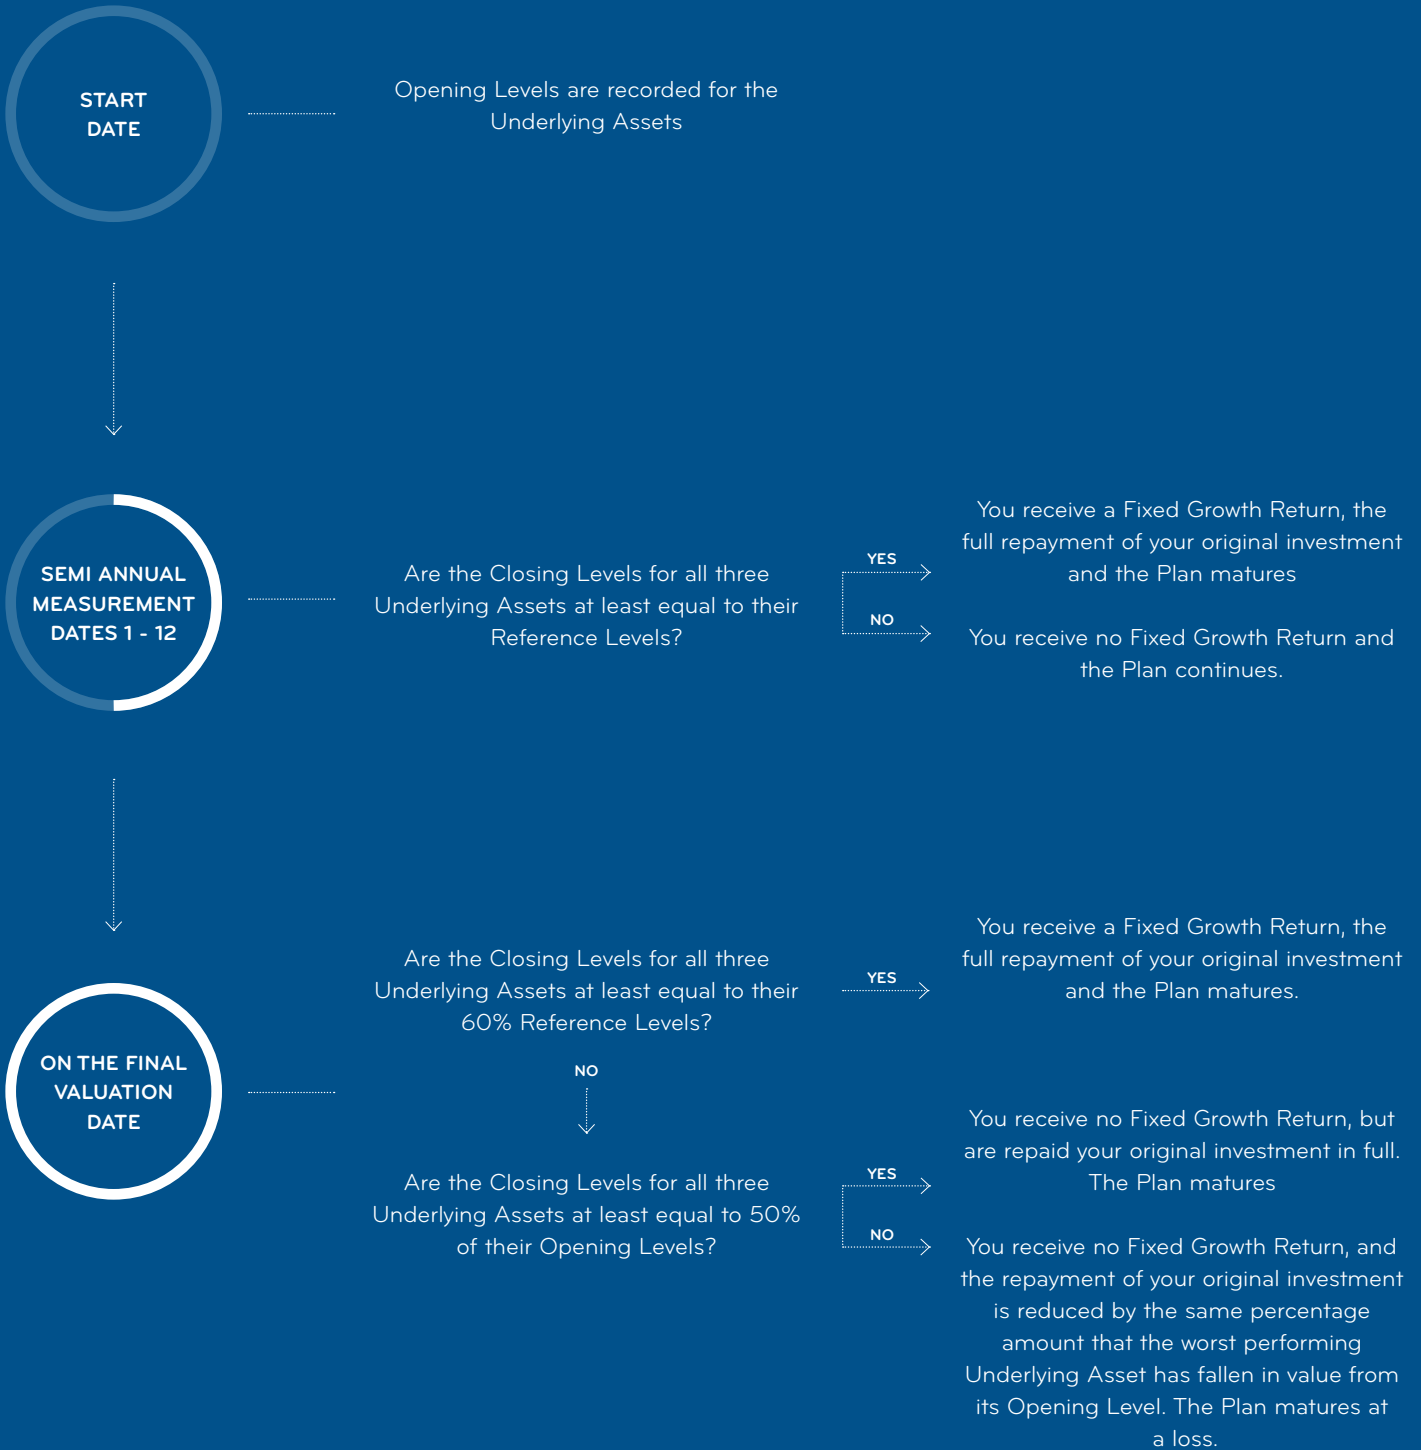 START
DATE
Opening Levels are recorded for the
Underlying Assets
SEMI ANNUAL
MEASUREMENT
DATES 1 - 12
Are the Closing Levels for all three
Underlying Assets at least equal to their
Reference Levels?
YES
You receive a Fixed Growth Return, the
full repayment of your original investment
and the Plan matures
NO
You receive no Fixed Growth Return and
the Plan continues.
ON THE FINAL
VALUATION
DATE
Are the Closing Levels for all three
Underlying Assets at least equal to their
60% Reference Levels?
YES
You receive a Fixed Growth Return, the
full repayment of your original investment
and the Plan matures.
NO
Are the Closing Levels for all three
Underlying Assets at least equal to 50%
of their Opening Levels?
YES
You receive no Fixed Growth Return, but
are repaid your original investment in full.
The Plan matures
NO
You receive no Fixed Growth Return, and
the repayment of your original investment
is reduced by the same percentage
amount that the worst performing
Underlying Asset has fallen in value from
its Opening Level. The Plan matures at
a loss.